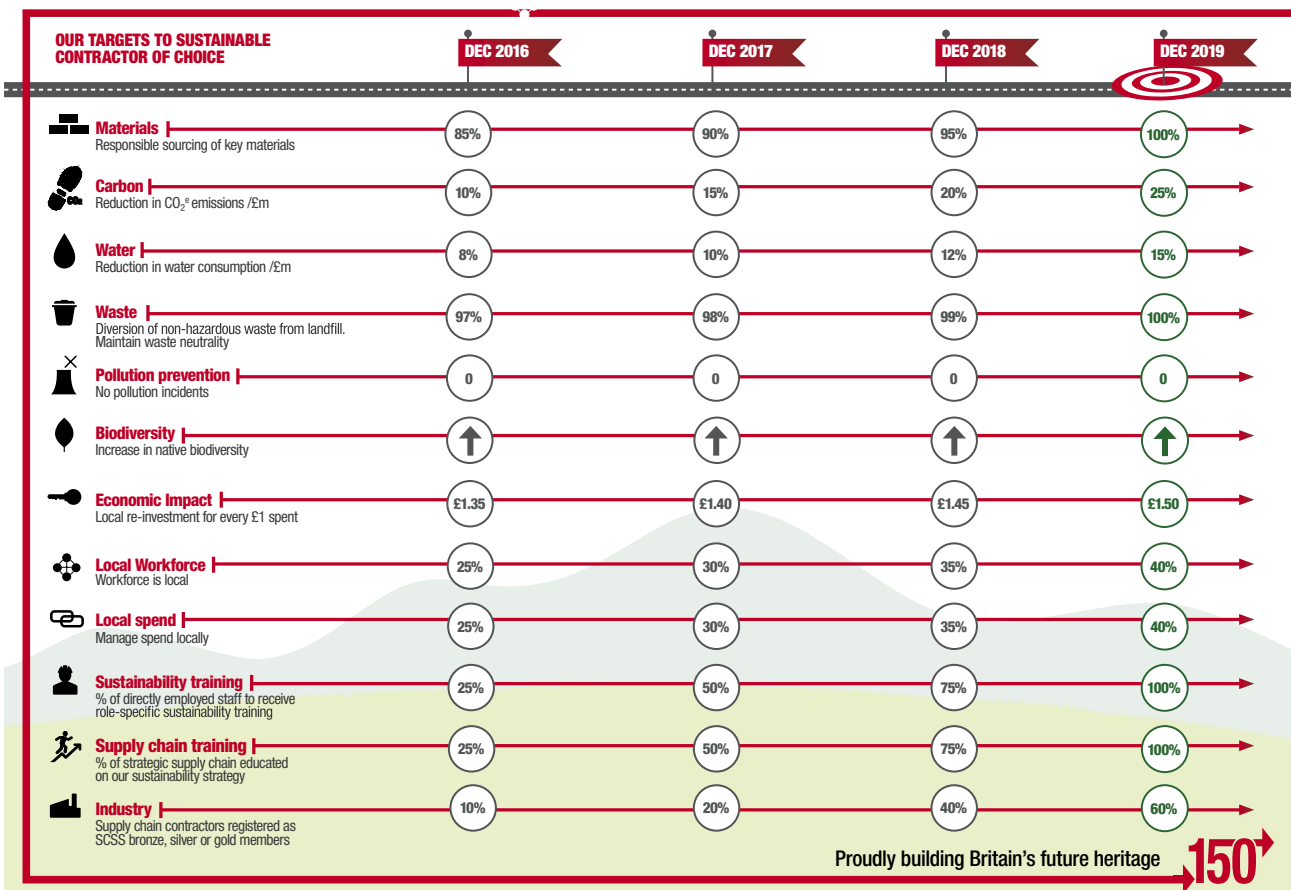 OUR TARGETS TO SUSTAINABLE
CONTRACTOR OF CHOICE
DEC 2016
DEC 2017
DEC 2018
DEC 2019
Materials
Responsible sourcing of key materials
85%
90%
95%
100%
CO₂
Carbon
Reduction in CO₂ᵉ emissions /£m
10%
15%
20%
25%
Water
Reduction in water consumption /£m
8%
10%
12%
15%
Waste
Diversion of non-hazardous waste from landfill.
Maintain waste neutrality
97%
98%
99%
100%
Pollution prevention
No pollution incidents
0
0
0
0
Biodiversity
Increase in native biodiversity
Economic Impact
Local re-investment for every £1 spent
£1.35
£1.40
£1.45
£1.50
Local Workforce
Workforce is local
25%
30%
35%
40%
Local spend
Manage spend locally
25%
30%
35%
40%
Sustainability training
% of directly employed staff to receive
role-specific sustainability training
25%
50%
75%
100%
Supply chain training
% of strategic supply chain educated
on our sustainability strategy
25%
50%
75%
100%
Industry
Supply chain contractors registered as
SCSS bronze, silver or gold members
10%
20%
40%
60%
Proudly building Britain's future heritage
150